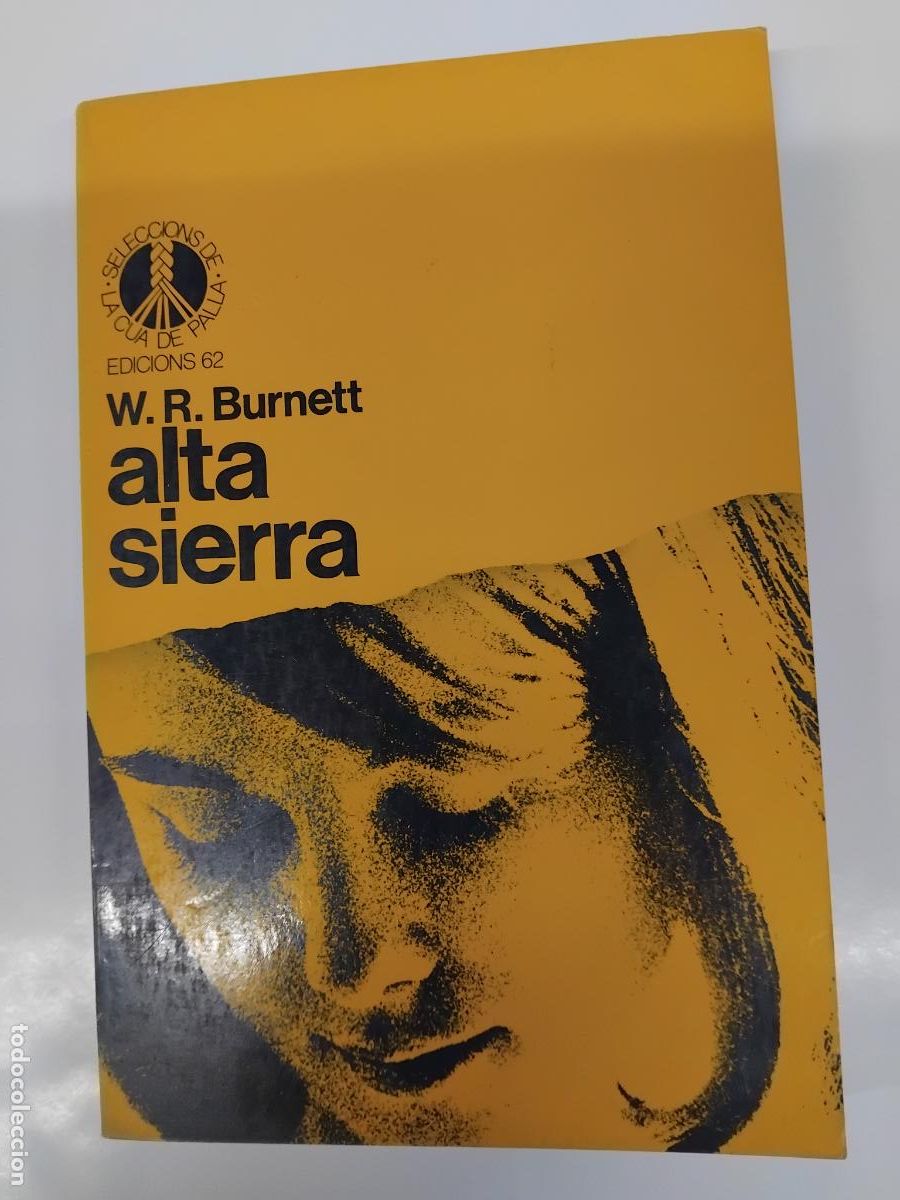 · SELECCIONS DE ·
LA CUA DE PALLA
EDICIONS 62
W. R. Burnett
alta
sierra
todocoleccion